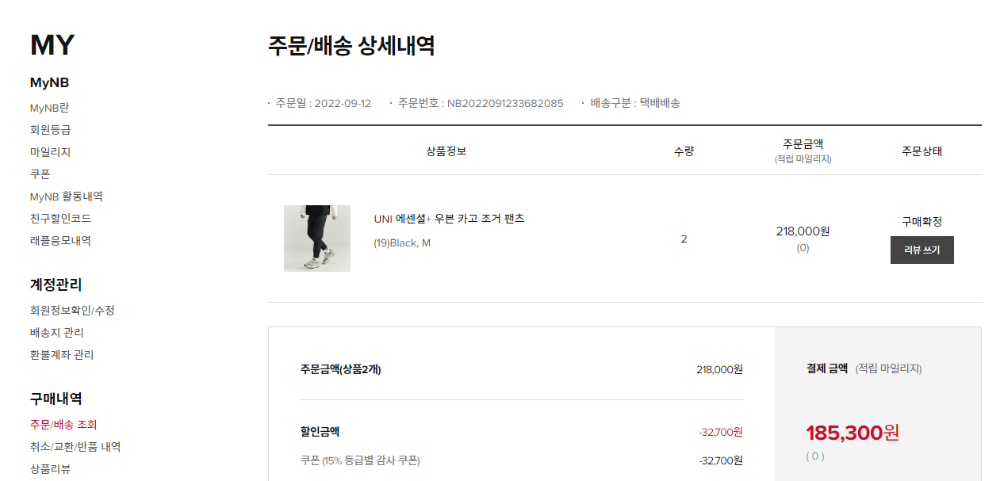 MY
MyNB
MyNB란
회원등급
마일리지
쿠폰
MyNB 활동내역
친구할인코드
래플응모내역
계정관리
회원정보확인/수정
배송지 관리
환불계좌 관리
구매내역
주문/배송 조회
취소/교환/반품 내역
상품리뷰
주문/배송 상세내역
· 주문일 : 2022-09-12 · 주문번호 : NB2022091233682085 · 배송구분 : 택배배송
상품정보 수량 주문금액 주문상태
(적립 마일리지)
UNI 에센셜+ 우븐 카고 조거 팬츠
(19)Black, M
2
218,000원
(0)
구매확정
리뷰 쓰기
주문금액(상품2개) 218,000원
할인금액 -32,700원
쿠폰 (15% 등급별 감사 쿠폰) -32,700원
결제 금액 (적립 마일리지)
185,300원
( 0 )